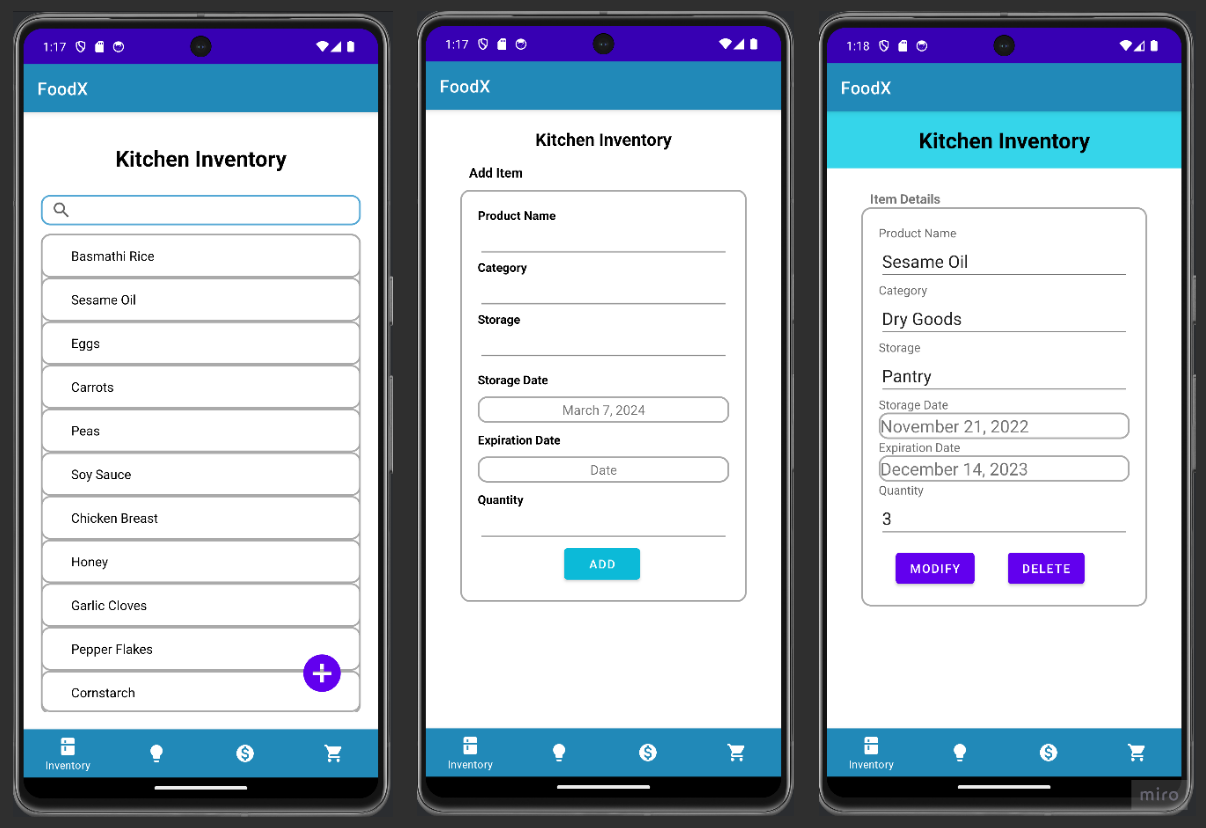 1:17
FoodX
Kitchen Inventory
Basmathi Rice
Sesame Oil
Eggs
Carrots
Peas
Soy Sauce
Chicken Breast
Honey
Garlic Cloves
Pepper Flakes
Cornstarch
Inventory
1:17
FoodX
Kitchen Inventory
Add Item
Product Name
Category
Storage
Storage Date
March 7, 2024
Expiration Date
Date
Quantity
ADD
Inventory
1:18
FoodX
Kitchen Inventory
Item Details
Product Name
Sesame Oil
Category
Dry Goods
Storage
Pantry
Storage Date
November 21, 2022
Expiration Date
December 14, 2023
Quantity
3
MODIFY DELETE
Inventory
miro